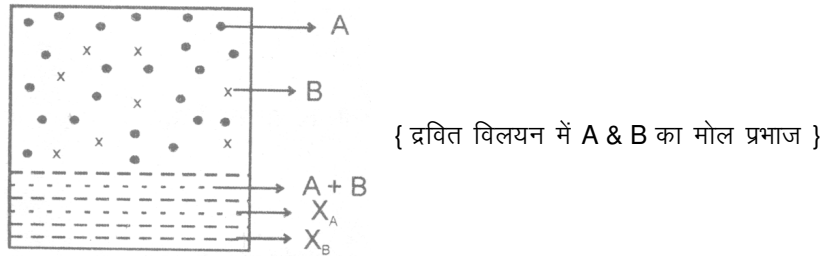 A
B
{ द्रवित विलयन में A & B का मोल प्रभाज }
A + B
X_A
X_B